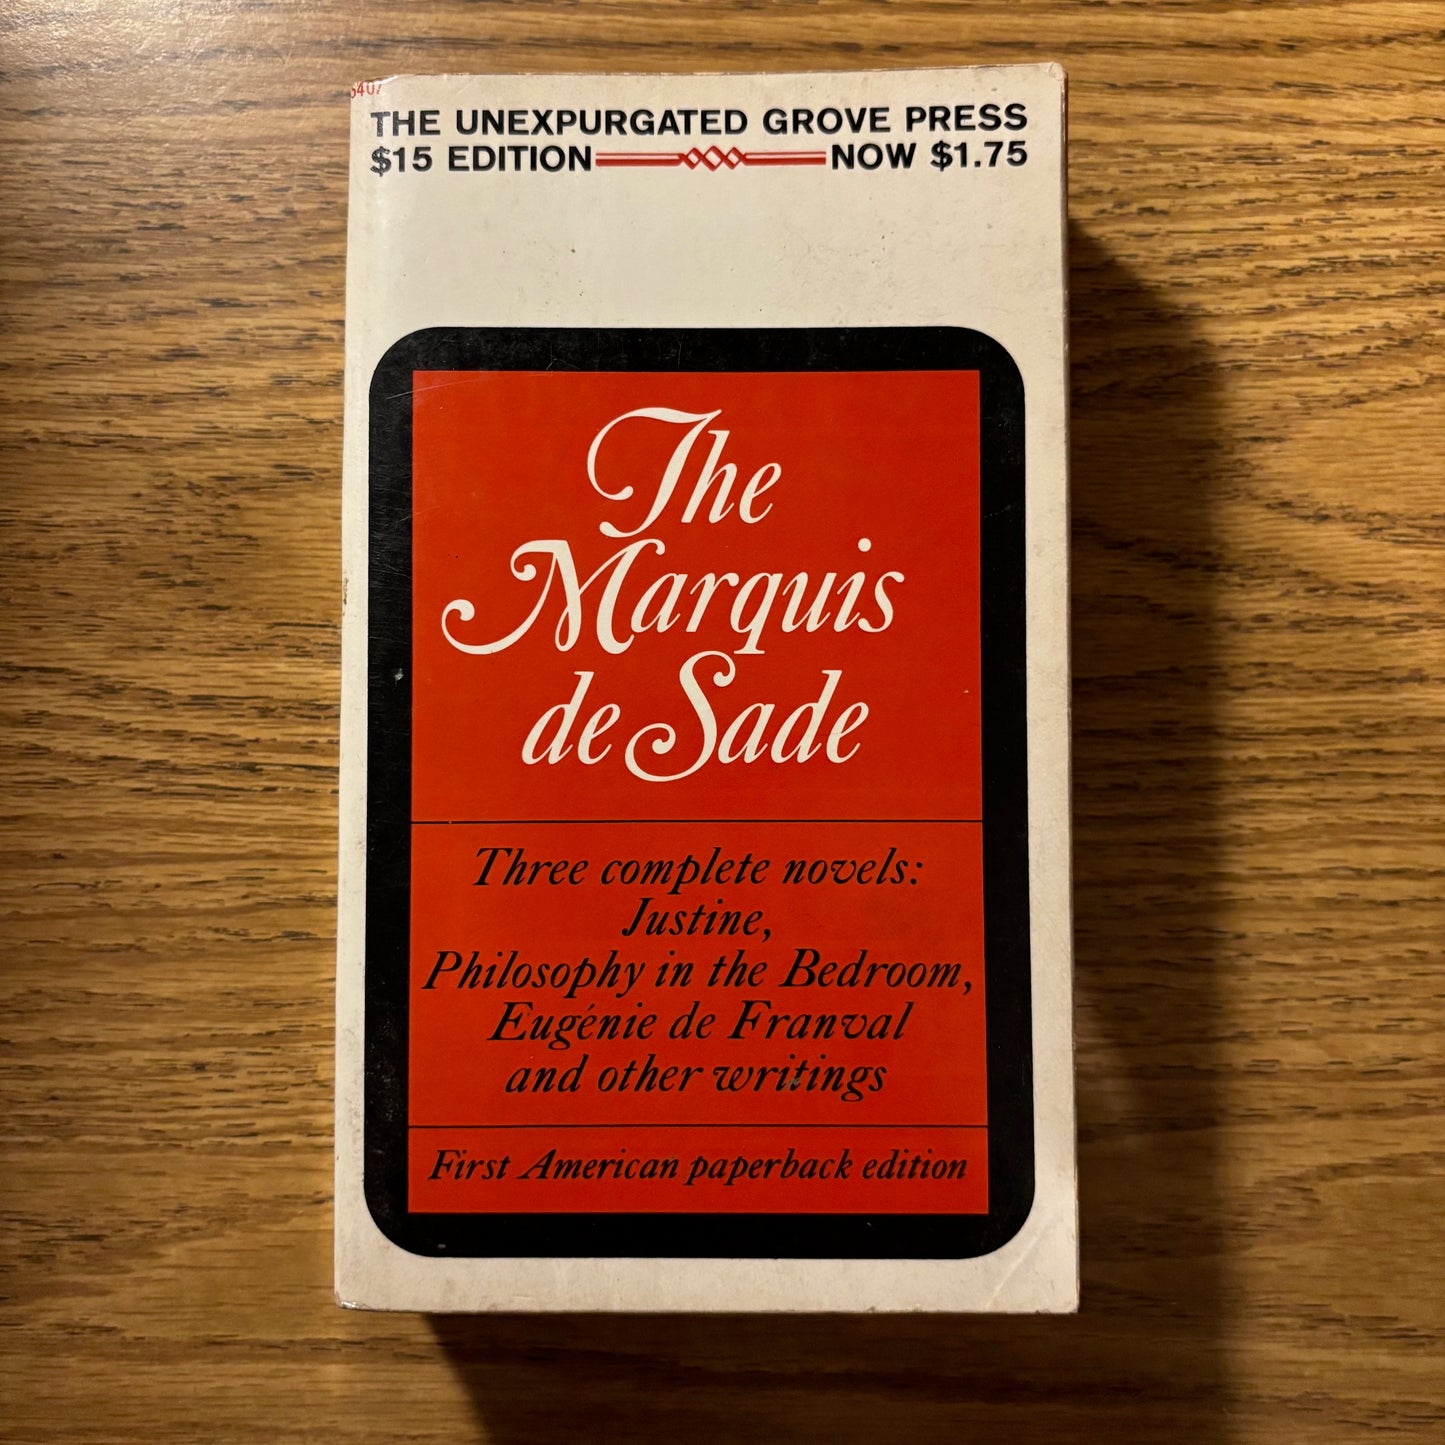 THE UNEXPURGATED GROVE PRESS
$15 EDITION NOW $1.75
The
Marquis
de Sade
Three complete novels:
Justine,
Philosophy in the Bedroom,
Eugénie de Franval
and other writings
First American paperback edition